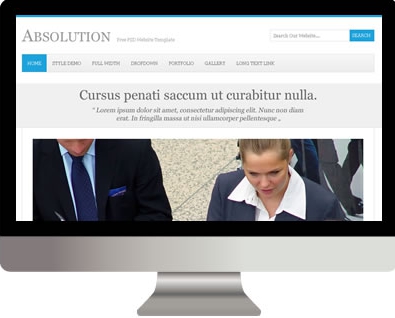 ABSOLUTION Free PSD Website Template
Search Our Website.... SEARCH
HOME STYLE DEMO FULL WIDTH DROPDOWN PORTFOLIO GALLERY LONG TEXT LINK
Cursus penati saccum ut curabitur nulla.
“ Lorem ipsum dolor sit amet, consectetur adipiscing elit. Nunc non diam
erat. In fringilla massa ut nisi ullamcorper pellentesque „